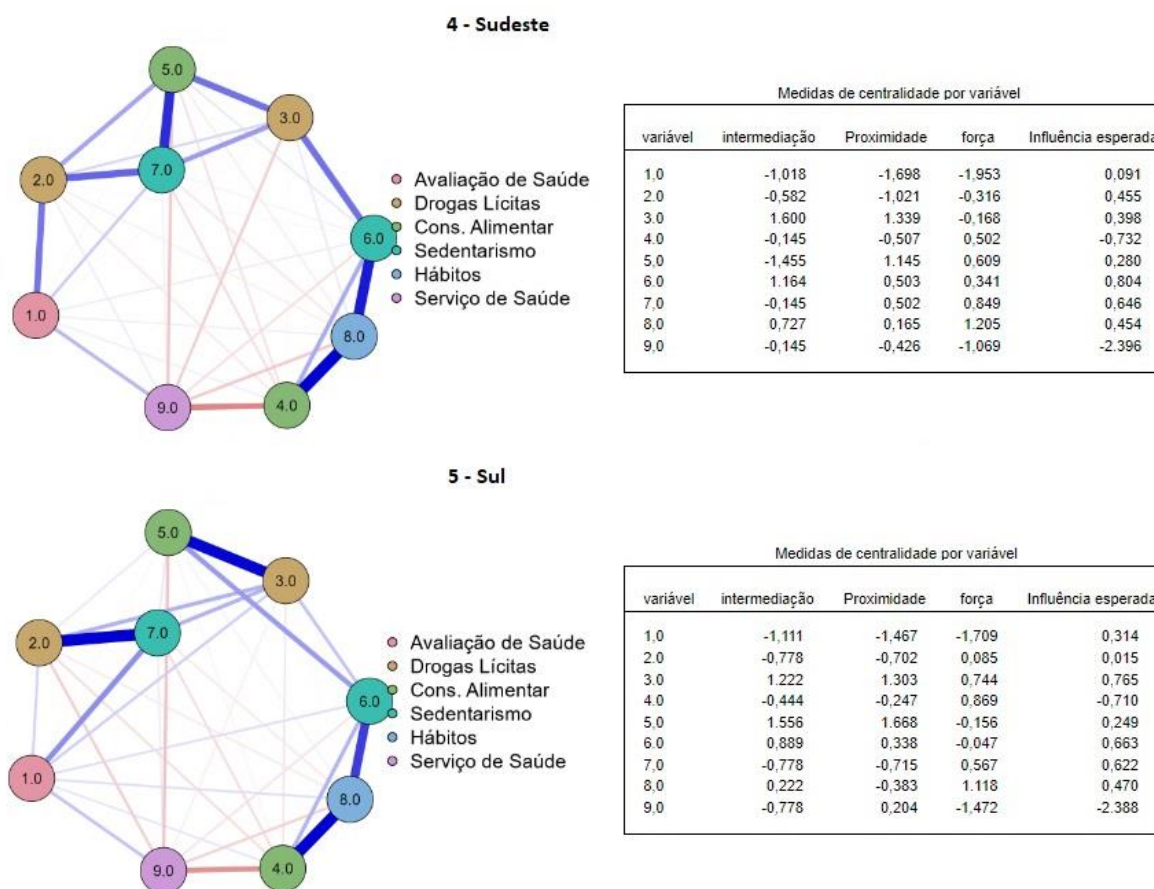 4 - Sudeste
5.0
3.0
7.0
2.0
6.0
1.0
8.0
9.0
4.0
Avaliação de Saúde
Drogas Lícitas
Cons. Alimentar
Sedentarismo
Hábitos
Serviço de Saúde
Medidas de centralidade por variável
variável intermediação Proximidade força Influência esperada
1,0 -1,018 -1,698 -1,953 0,091
2.0 -0,582 -1,021 -0,316 0,455
3.0 1.600 1.339 -0,168 0,398
4.0 -0,145 -0,507 0,502 -0,732
5,0 -1,455 1.145 0,609 0,280
6.0 1.164 0,503 0,341 0,804
7,0 -0,145 0,502 0,849 0,646
8,0 0,727 0,165 1.205 0,454
9,0 -0,145 -0,426 -1,069 -2.396
5 - Sul
5.0
3.0
7.0
2.0
6.0
1.0
8.0
9.0
4.0
Avaliação de Saúde
Drogas Lícitas
Cons. Alimentar
Sedentarismo
Hábitos
Serviço de Saúde
Medidas de centralidade por variável
variável intermediação Proximidade força Influência esperada
1,0 -1,111 -1,467 -1,709 0,314
2.0 -0,778 -0,702 0,085 0,015
3.0 1.222 1.303 0,744 0,765
4.0 -0,444 -0,247 0,869 -0,710
5,0 1.556 1.668 -0,156 0,249
6.0 0,889 0,338 -0,047 0,663
7,0 -0,778 -0,715 0,567 0,622
8,0 0,222 -0,383 1.118 0,470
9,0 -0,778 0,204 -1,472 -2.388